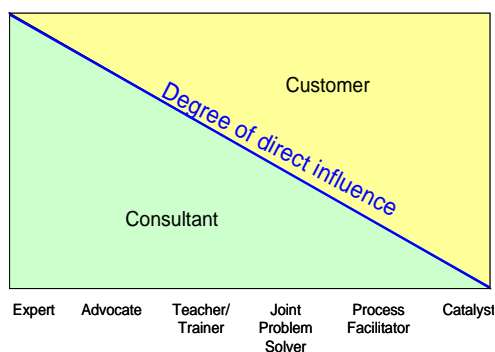 Customer
Degree of direct influence
Consultant
Expert Advocate Teacher/ Joint Process Catalyst
Trainer Problem Facilitator
Solver